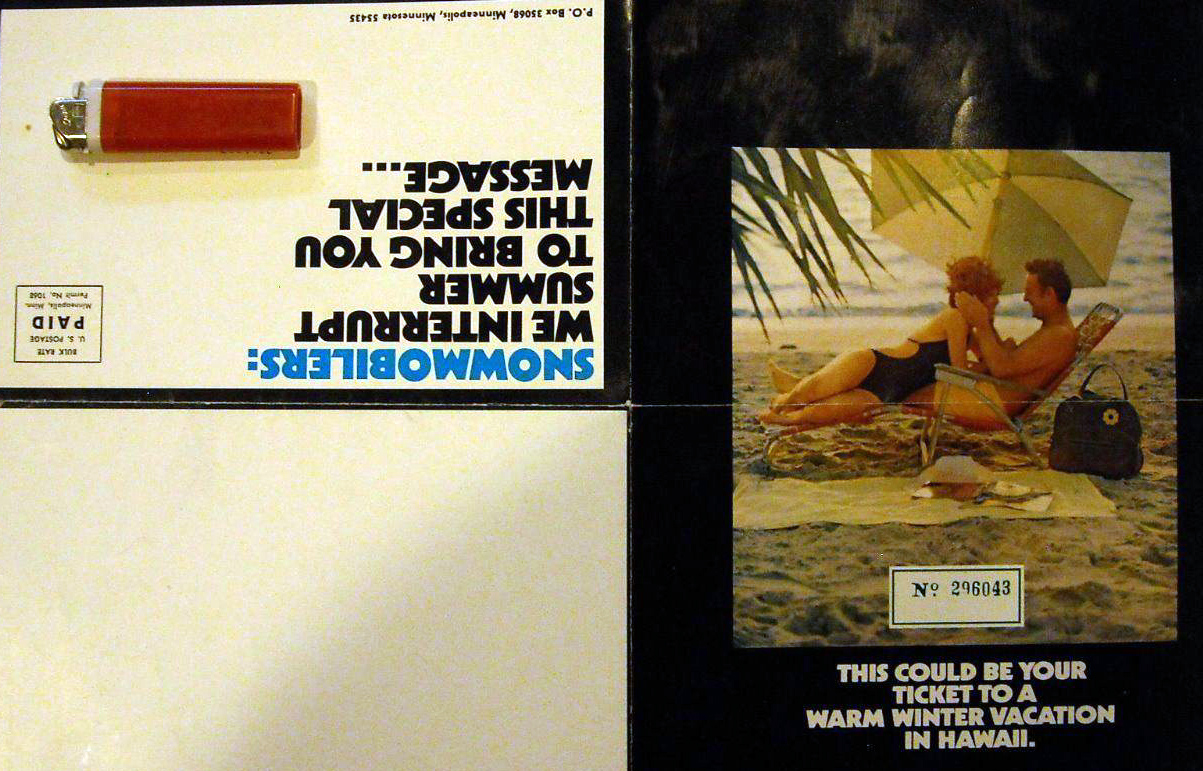 P.O. Box 35068, Minneapolis, Minnesota 55435
SNOWMOBILERS:
WE INTERRUPT
SUMMER
TO BRING YOU
THIS SPECIAL
MESSAGE...
BULK RATE
U. S. POSTAGE
PAID
Minneapolis, Minn.
Permit No. 1068
Nº 296043
THIS COULD BE YOUR
TICKET TO A
WARM WINTER VACATION
IN HAWAII.